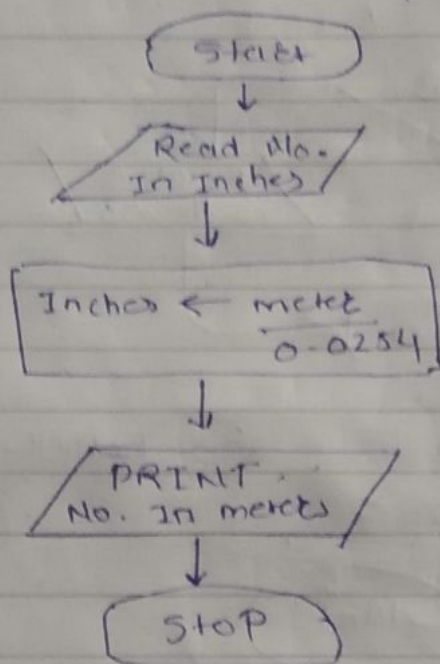 Start
Read No.
In Inches
Inches ← meter
0.0254
PRINT
No. In meters
Stop